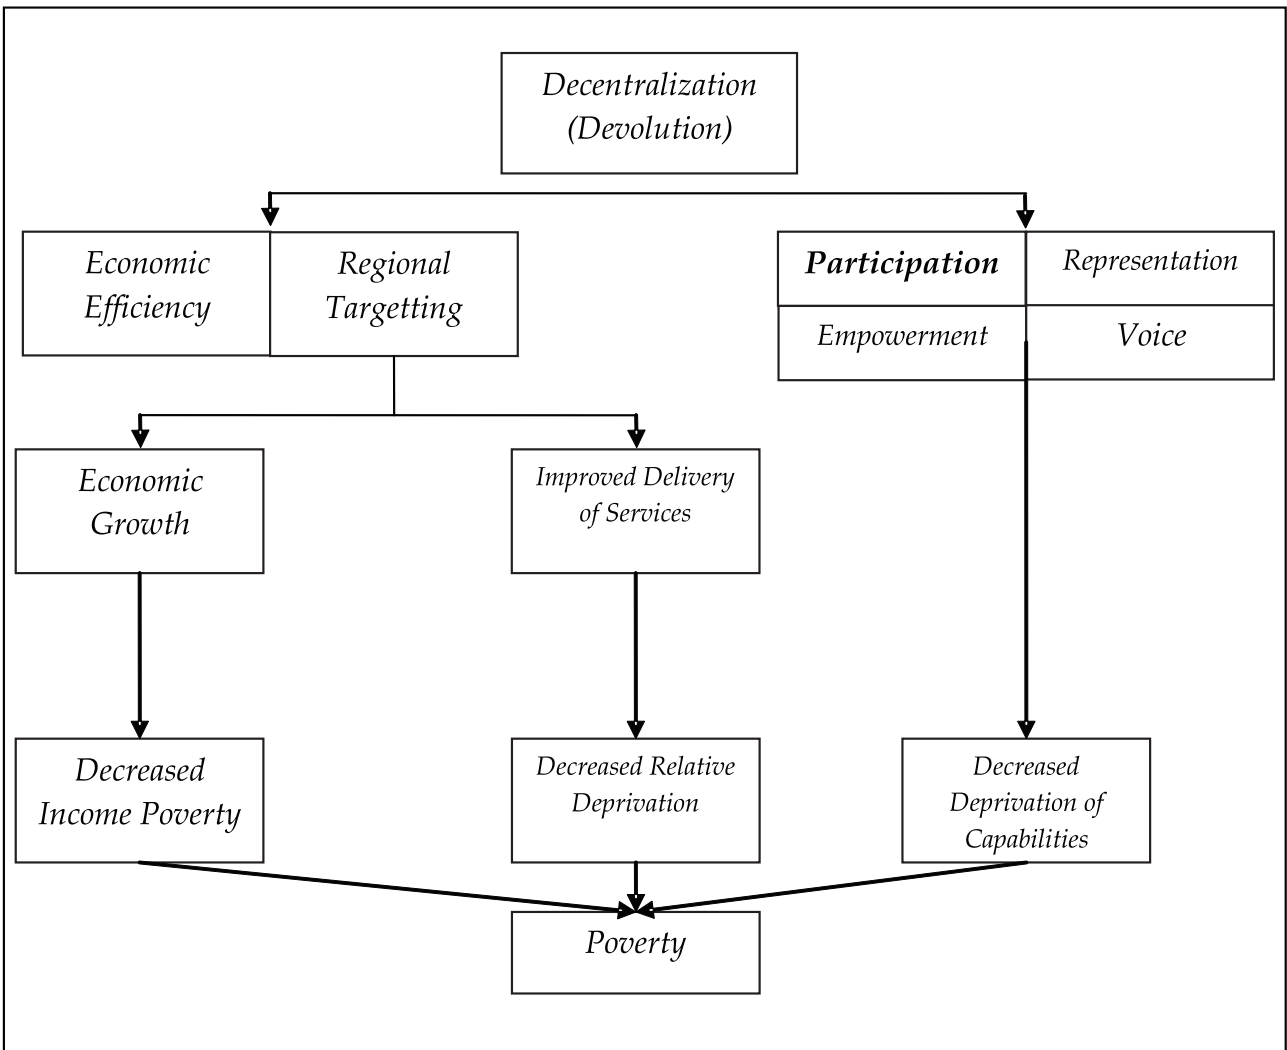 Decentralization
(Devolution)
Economic
Efficiency
Regional
Targetting
Participation
Representation
Empowerment
Voice
Economic
Growth
Improved Delivery
of Services
Decreased
Income Poverty
Decreased Relative
Deprivation
Decreased
Deprivation of
Capabilities
Poverty